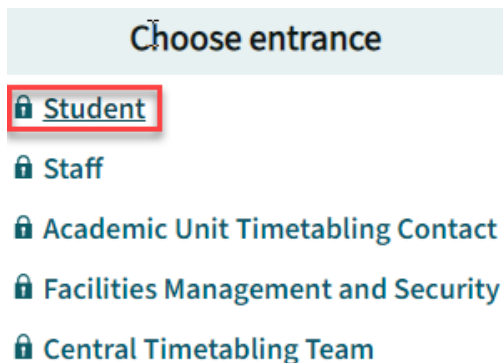 Choose entrance
Student
Staff
Academic Unit Timetabling Contact
Facilities Management and Security
Central Timetabling Team